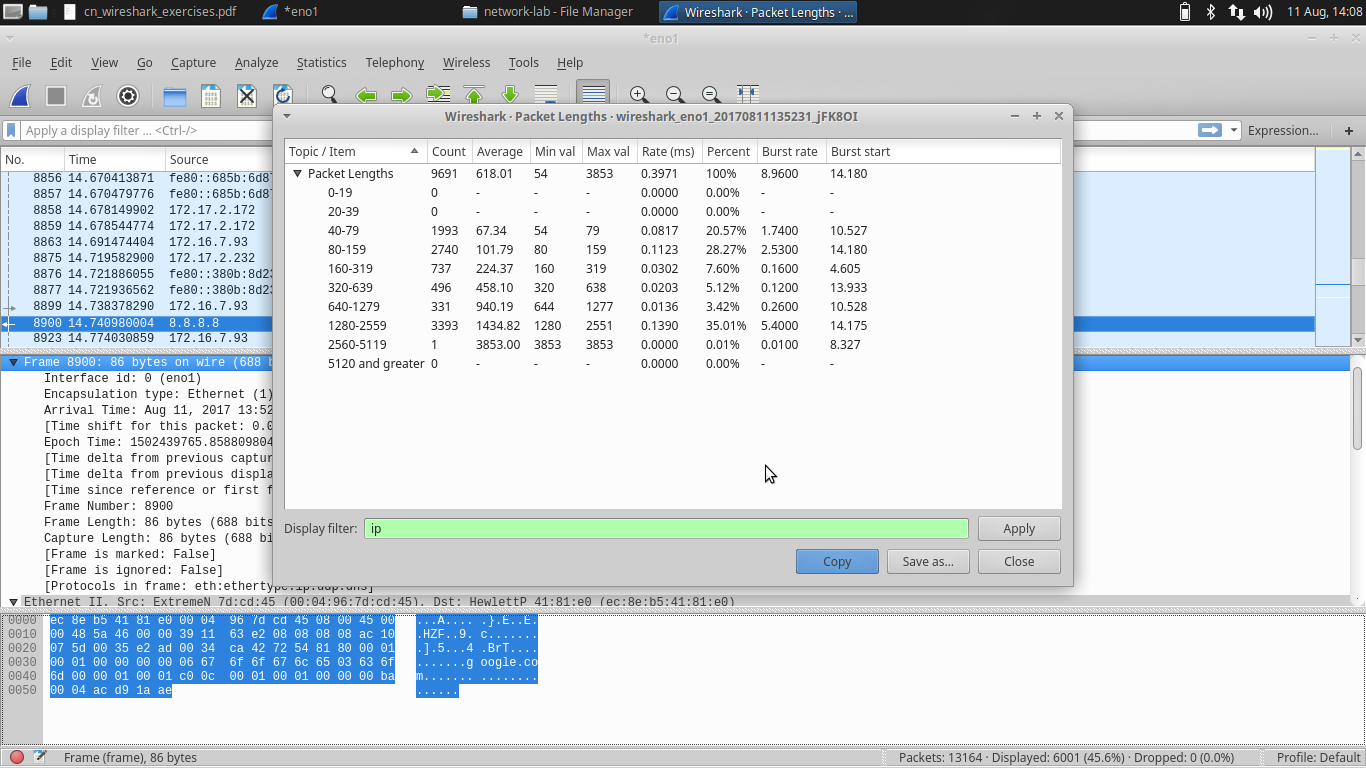 cn_wireshark_exercises.pdf *eno1 network-lab - File Manager Wireshark · Packet Lengths · ... 11 Aug, 14:08
*eno1
File Edit View Go Capture Analyze Statistics Telephony Wireless Tools Help
Apply a display filter ... <Ctrl-/> Expression... +
Wireshark · Packet Lengths · wireshark_eno1_20170811135231_jFK8OI
No. Time Source
8856 14.670413871 fe80::685b:6d8
8857 14.670479776 fe80::685b:6d8
8858 14.678149902 172.17.2.172
8859 14.678544774 172.17.2.172
8863 14.691474404 172.16.7.93
8875 14.719582900 172.17.2.232
8876 14.721886055 fe80::380b:8d23
8877 14.721936562 fe80::380b:8d23
8899 14.738378290 172.16.7.93
8900 14.740980004 8.8.8.8
8923 14.774030859 172.16.7.93
Topic / Item Count Average Min val Max val Rate (ms) Percent Burst rate Burst start
Packet Lengths 9691 618.01 54 3853 0.3971 100% 8.9600 14.180
0-19 0 - - - 0.0000 0.00% - -
20-39 0 - - - 0.0000 0.00% - -
40-79 1993 67.34 54 79 0.0817 20.57% 1.7400 10.527
80-159 2740 101.79 80 159 0.1123 28.27% 2.5300 14.180
160-319 737 224.37 160 319 0.0302 7.60% 0.1600 4.605
320-639 496 458.10 320 638 0.0203 5.12% 0.1200 13.933
640-1279 331 940.19 644 1277 0.0136 3.42% 0.2600 10.528
1280-2559 3393 1434.82 1280 2551 0.1390 35.01% 5.4000 14.175
2560-5119 1 3853.00 3853 3853 0.0000 0.01% 0.0100 8.327
5120 and greater 0 - - - 0.0000 0.00% - -
Display filter: ip Apply
Copy Save as... Close
Frame 8900: 86 bytes on wire (688 b
Interface id: 0 (eno1)
Encapsulation type: Ethernet (1)
Arrival Time: Aug 11, 2017 13:52
[Time shift for this packet: 0.0
Epoch Time: 1502439765.858809804
[Time delta from previous captur
[Time delta from previous displa
[Time since reference or first f
Frame Number: 8900
Frame Length: 86 bytes (688 bits
Capture Length: 86 bytes (688 bi
[Frame is marked: False]
[Frame is ignored: False]
[Protocols in frame: eth:ethertype:ip:udp:dns]
Ethernet II, Src: ExtremeN_7d:cd:45 (00:04:96:7d:cd:45), Dst: HewlettP_41:81:e0 (ec:8e:b5:41:81:e0)
0000 ec 8e b5 41 81 e0 00 04 96 7d cd 45 08 00 45 00 ...A.... .}.E..E.
0010 00 48 5a 46 00 00 39 11 63 e2 08 08 08 08 ac 10 .HZF..9. c.......
0020 07 5d 00 35 e2 ad 00 34 ca 42 72 54 81 80 00 01 .].5...4 .BrT....
0030 00 01 00 00 00 00 06 67 6f 6f 67 6c 65 03 63 6f .......g oogle.co
0040 6d 00 00 01 00 01 c0 0c 00 01 00 01 00 00 00 ba m....... ........
0050 00 04 ac d9 1a ae ......
Frame (frame), 86 bytes Packets: 13164 · Displayed: 6001 (45.6%) · Dropped: 0 (0.0%) Profile: Default